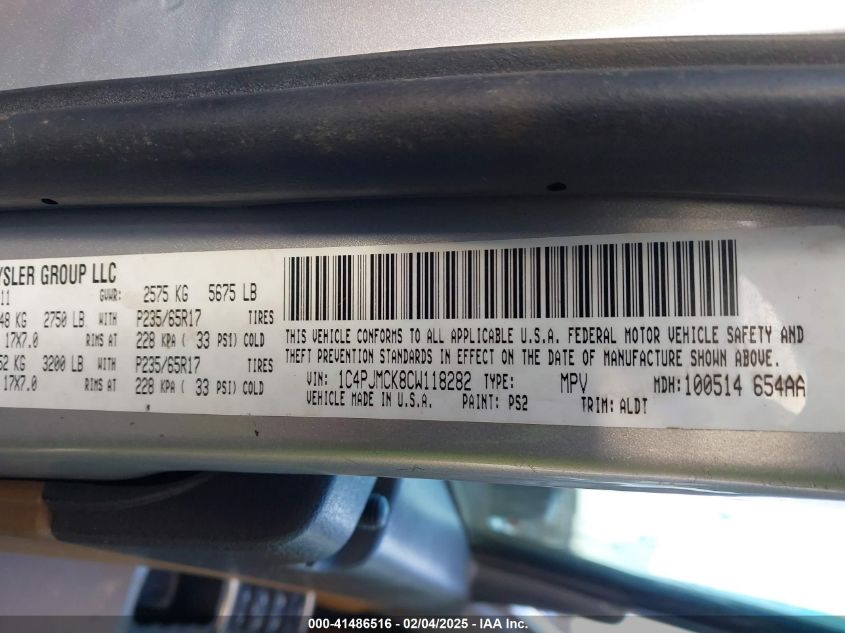 YSLER GROUP LLC
11 GVWR: 2575 KG 5675 LB
48 KG 2750 LB WITH P235/65R17 TIRES
17X7.0 RIMS AT 228 KPA ( 33 PSI) COLD
52 KG 3200 LB WITH P235/65R17 TIRES
17X7.0 RIMS AT 228 KPA ( 33 PSI) COLD
THIS VEHICLE CONFORMS TO ALL APPLICABLE U.S.A. FEDERAL MOTOR VEHICLE SAFETY AND
THEFT PREVENTION STANDARDS IN EFFECT ON THE DATE OF MANUFACTURE SHOWN ABOVE.
VIN: 1C4PJMCK8CW118282 TYPE: MPV MDH:100514 654AA
VEHICLE MADE IN U.S.A. PAINT: PS2 TRIM: ALDT
000-41486516 - 02/04/2025 - IAA Inc.